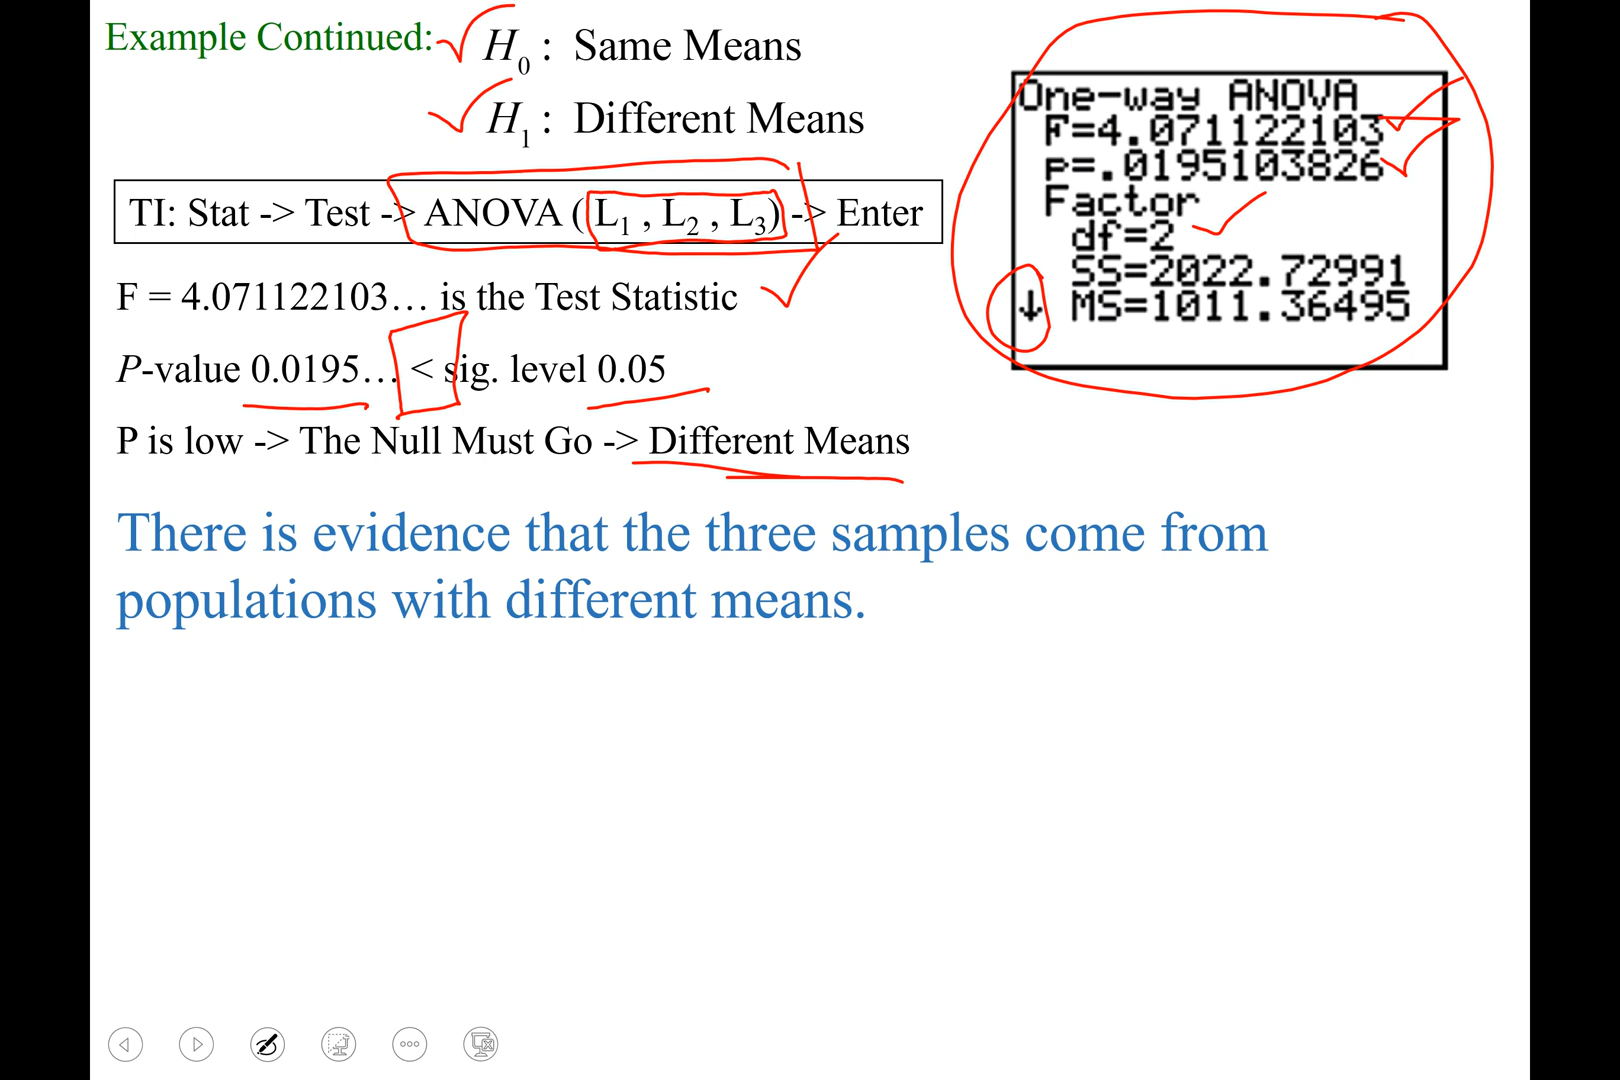 Example Continued:
H₀ : Same Means
H₁ : Different Means
TI: Stat -> Test -> ANOVA ( L₁ , L₂ , L₃) -> Enter
F = 4.071122103… is the Test Statistic
P-value 0.0195… < sig. level 0.05
P is low -> The Null Must Go -> Different Means
There is evidence that the three samples come from
populations with different means.
One-way ANOVA
F=4.071122103
p=.0195103826
Factor
df=2
SS=2022.72991
↓ MS=1011.36495